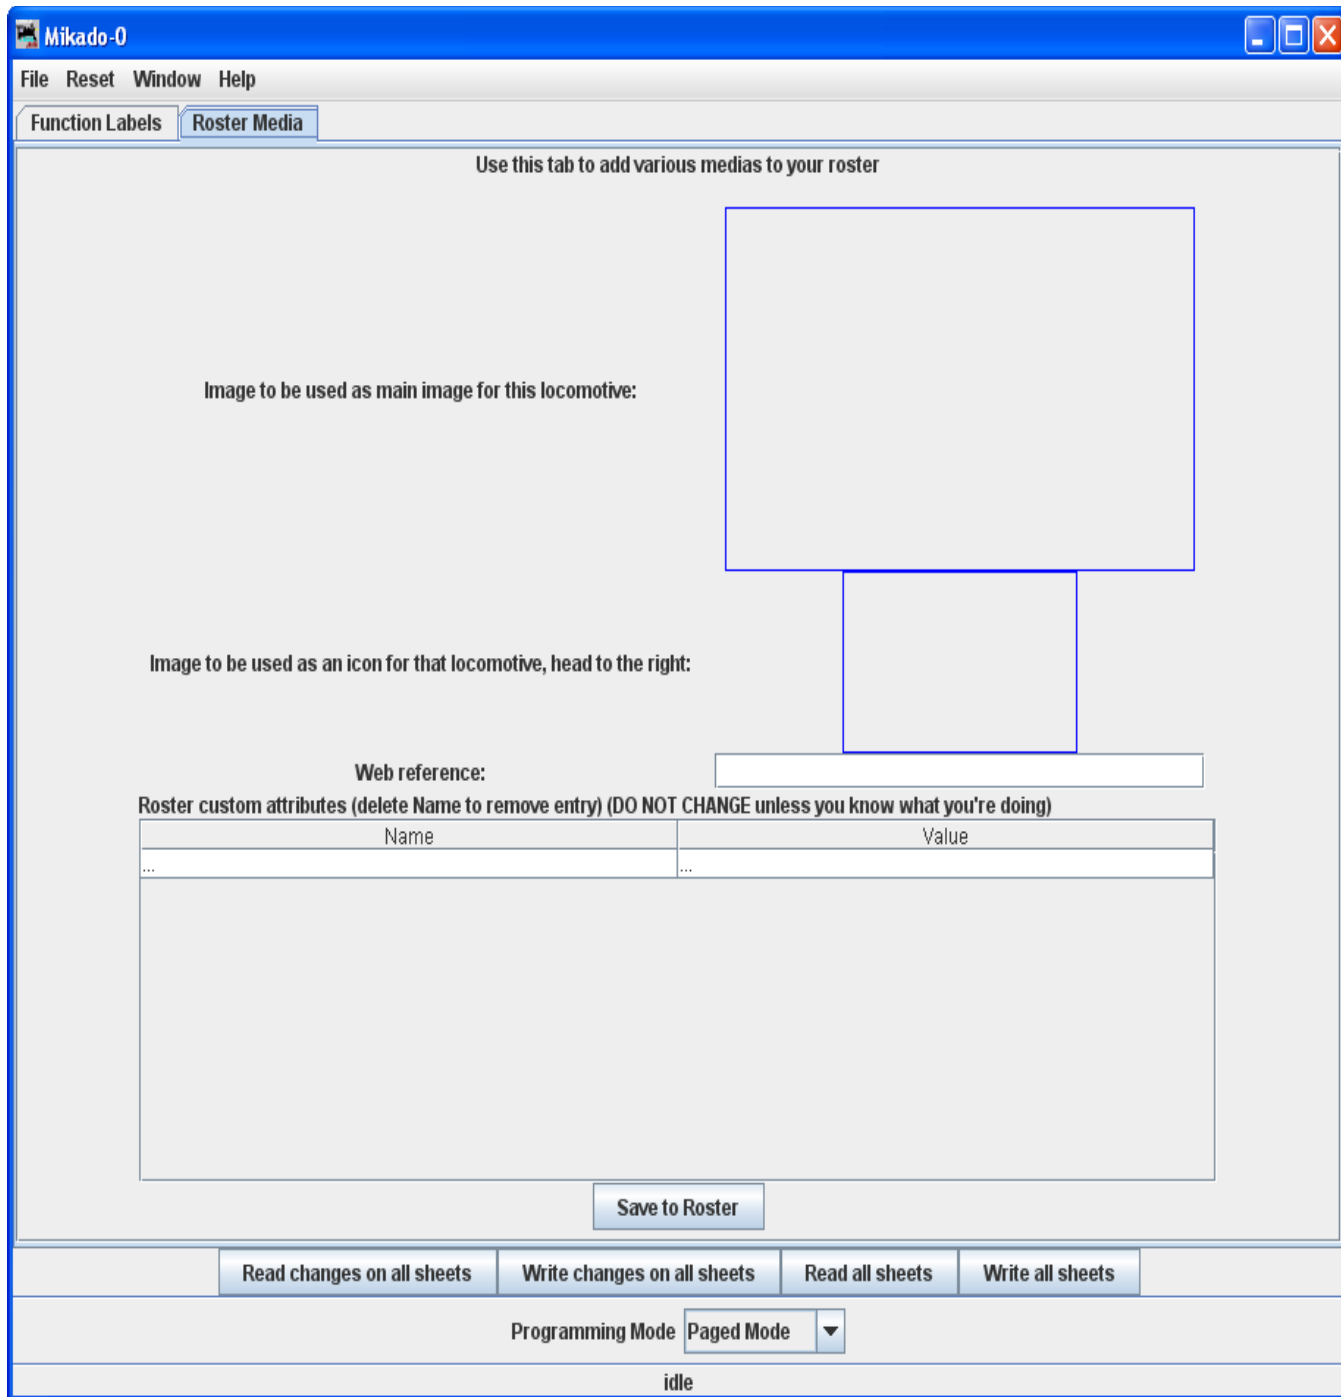 Mikado-0
File Reset Window Help
Function Labels Roster Media
Use this tab to add various medias to your roster
Image to be used as main image for this locomotive:
Image to be used as an icon for that locomotive, head to the right:
Web reference:
Roster custom attributes (delete Name to remove entry) (DO NOT CHANGE unless you know what you're doing)
Name Value
... ...
Save to Roster
Read changes on all sheets Write changes on all sheets Read all sheets Write all sheets
Programming Mode Paged Mode
idle